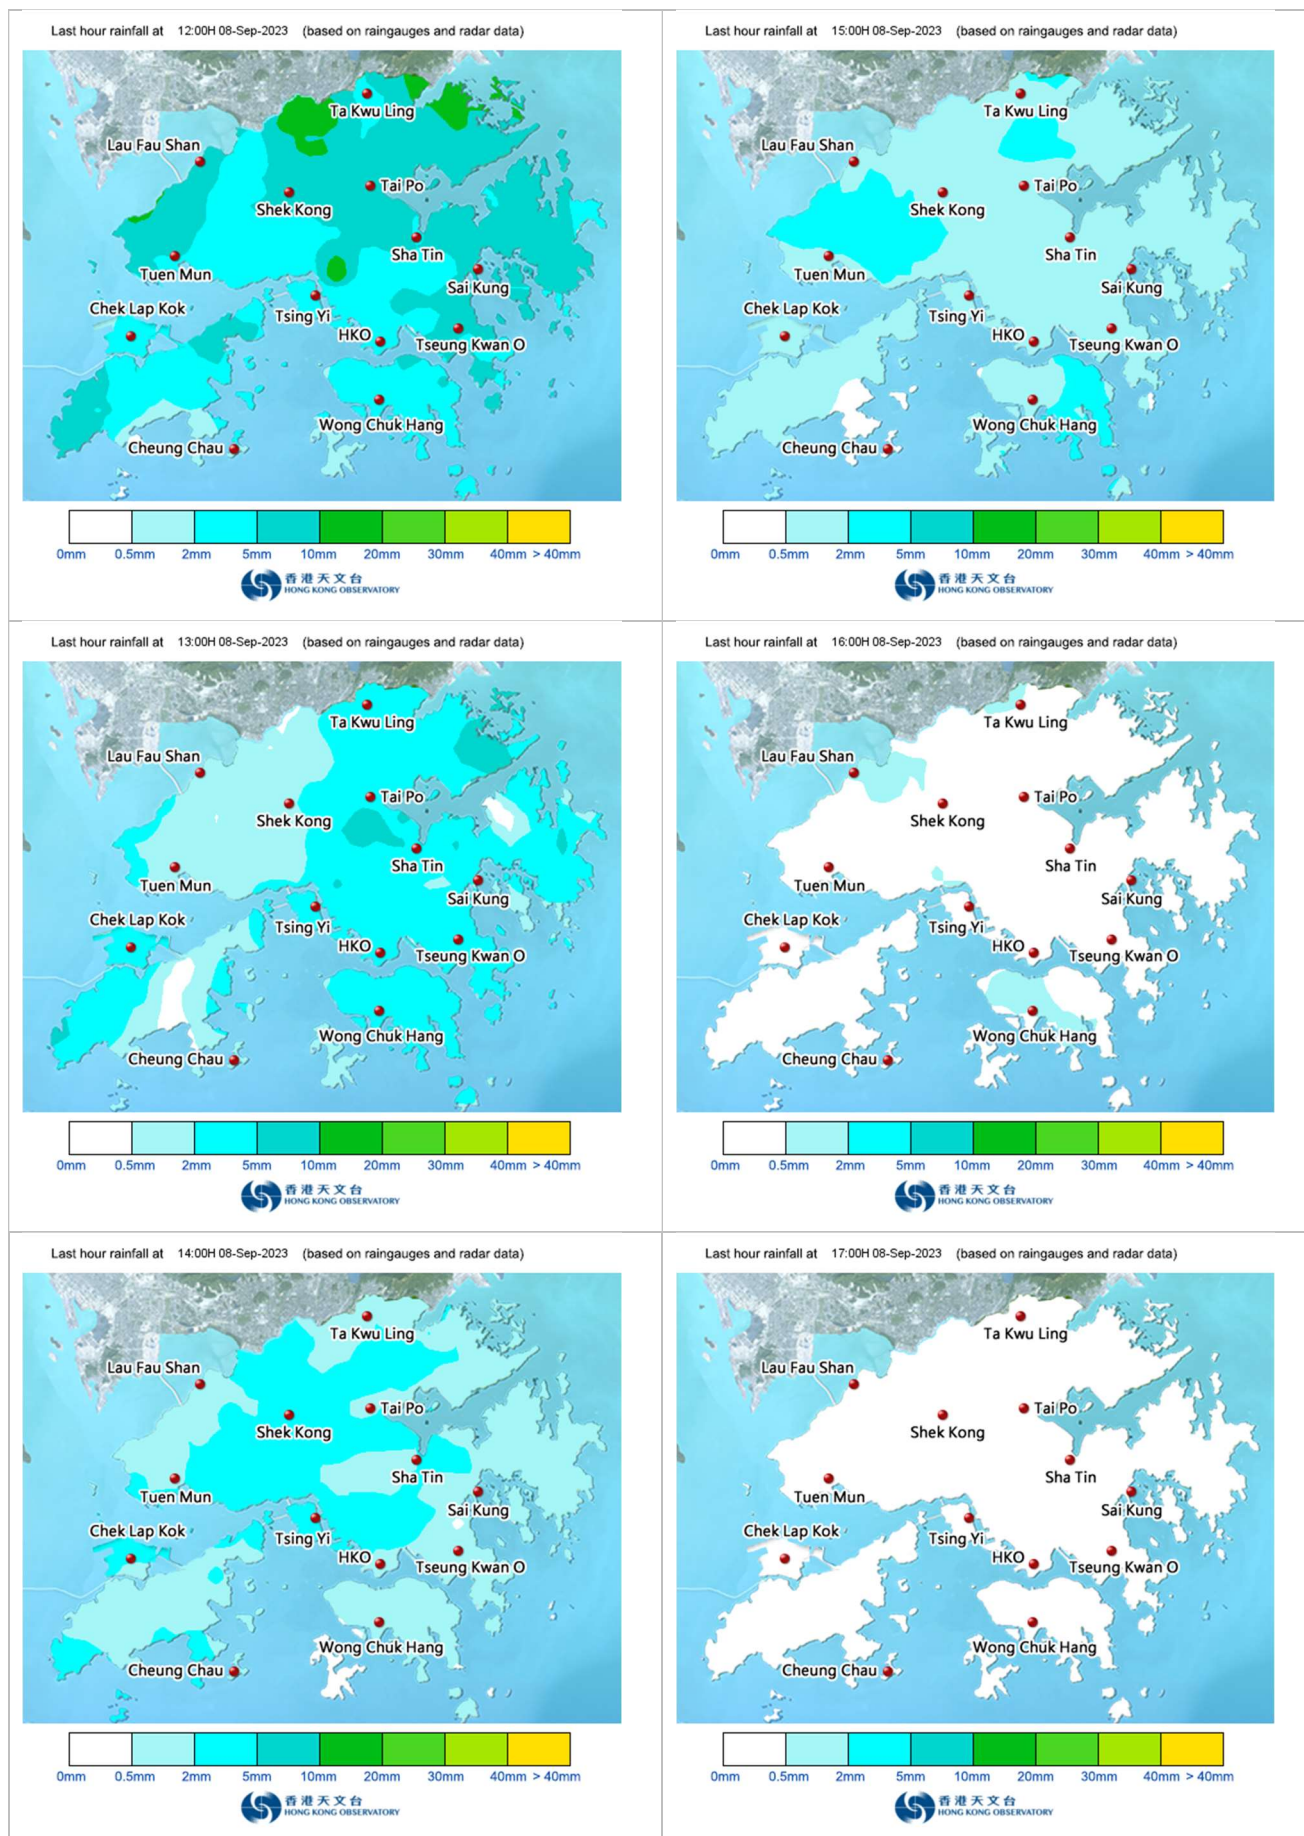 Last hour rainfall at 12:00H 08-Sep-2023 (based on raingauges and radar data)
Ta Kwu Ling
Lau Fau Shan
Tai Po
Shek Kong
Sha Tin
Tuen Mun
Sai Kung
Chek Lap Kok
Tsing Yi
HKO
Tseung Kwan O
Wong Chuk Hang
Cheung Chau
0mm 0.5mm 2mm 5mm 10mm 20mm 30mm 40mm > 40mm
香港天文台
HONG KONG OBSERVATORY
Last hour rainfall at 15:00H 08-Sep-2023 (based on raingauges and radar data)
Ta Kwu Ling
Lau Fau Shan
Tai Po
Shek Kong
Sha Tin
Tuen Mun
Sai Kung
Chek Lap Kok
Tsing Yi
HKO
Tseung Kwan O
Wong Chuk Hang
Cheung Chau
0mm 0.5mm 2mm 5mm 10mm 20mm 30mm 40mm > 40mm
香港天文台
HONG KONG OBSERVATORY
Last hour rainfall at 13:00H 08-Sep-2023 (based on raingauges and radar data)
Ta Kwu Ling
Lau Fau Shan
Tai Po
Shek Kong
Sha Tin
Tuen Mun
Sai Kung
Chek Lap Kok
Tsing Yi
HKO
Tseung Kwan O
Wong Chuk Hang
Cheung Chau
0mm 0.5mm 2mm 5mm 10mm 20mm 30mm 40mm > 40mm
香港天文台
HONG KONG OBSERVATORY
Last hour rainfall at 16:00H 08-Sep-2023 (based on raingauges and radar data)
Ta Kwu Ling
Lau Fau Shan
Tai Po
Shek Kong
Sha Tin
Tuen Mun
Sai Kung
Chek Lap Kok
Tsing Yi
HKO
Tseung Kwan O
Wong Chuk Hang
Cheung Chau
0mm 0.5mm 2mm 5mm 10mm 20mm 30mm 40mm > 40mm
香港天文台
HONG KONG OBSERVATORY
Last hour rainfall at 14:00H 08-Sep-2023 (based on raingauges and radar data)
Ta Kwu Ling
Lau Fau Shan
Tai Po
Shek Kong
Sha Tin
Tuen Mun
Sai Kung
Chek Lap Kok
Tsing Yi
HKO
Tseung Kwan O
Wong Chuk Hang
Cheung Chau
0mm 0.5mm 2mm 5mm 10mm 20mm 30mm 40mm > 40mm
香港天文台
HONG KONG OBSERVATORY
Last hour rainfall at 17:00H 08-Sep-2023 (based on raingauges and radar data)
Ta Kwu Ling
Lau Fau Shan
Tai Po
Shek Kong
Sha Tin
Tuen Mun
Sai Kung
Chek Lap Kok
Tsing Yi
HKO
Tseung Kwan O
Wong Chuk Hang
Cheung Chau
0mm 0.5mm 2mm 5mm 10mm 20mm 30mm 40mm > 40mm
香港天文台
HONG KONG OBSERVATORY